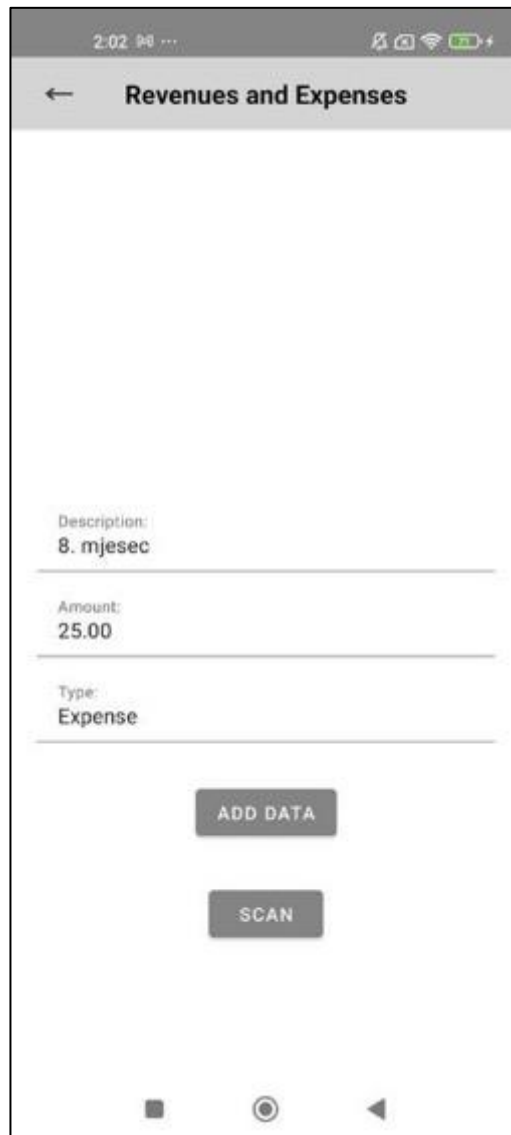 2:02
Revenues and Expenses
Description:
8. mjesec
Amount:
25.00
Type:
Expense
ADD DATA
SCAN